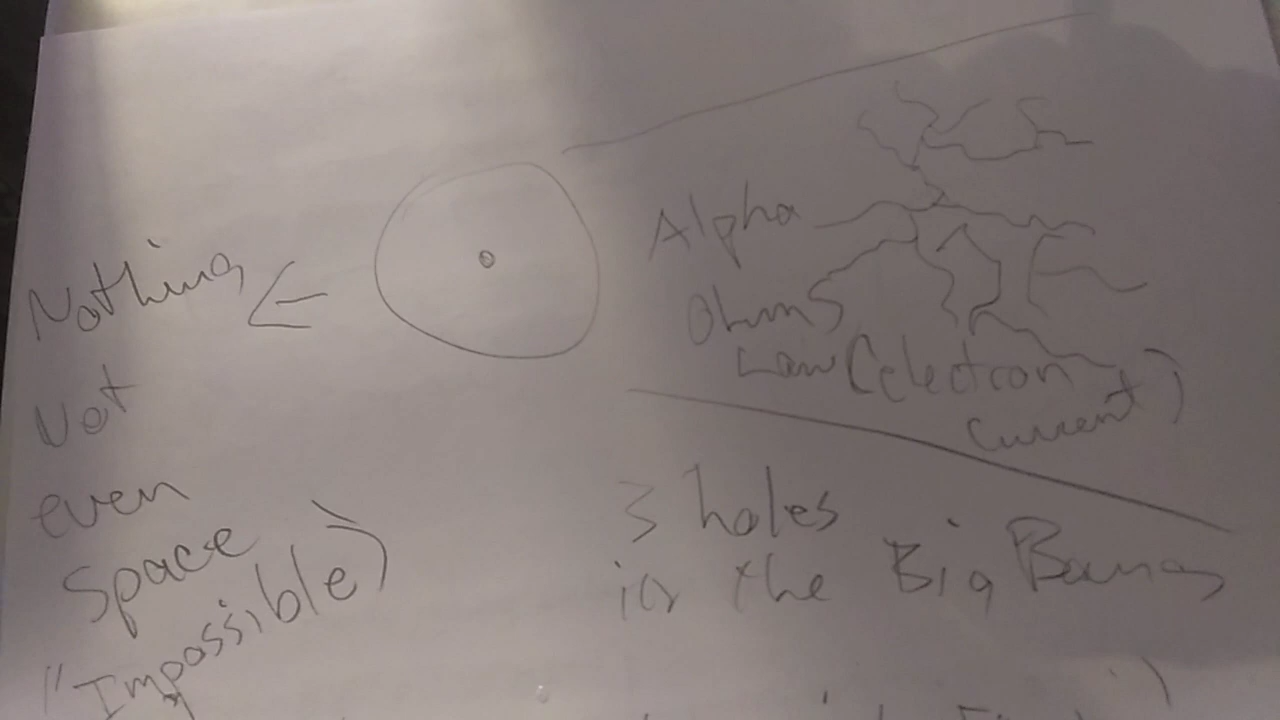 Nothing
Not
even
Space
("Impossible")
Alpha
Ohms
Law (electron
current)
3 holes
in the Big Bang